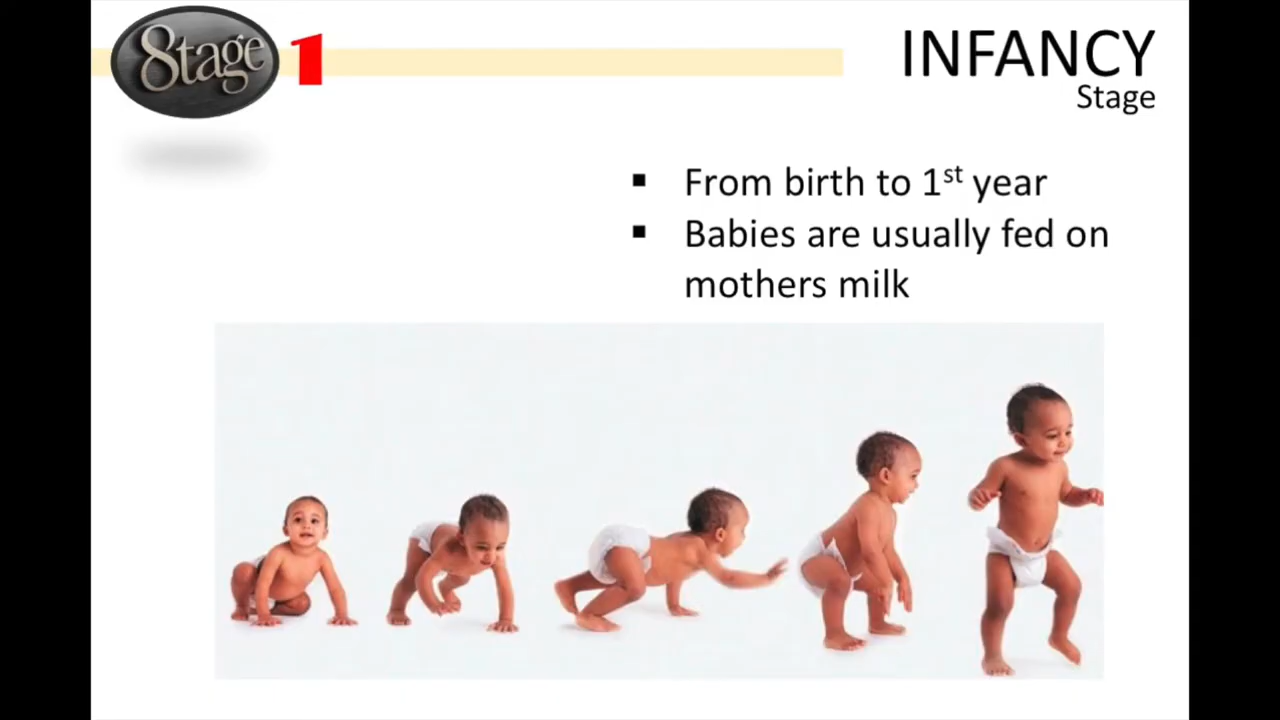 Stage 1
INFANCY
Stage
▪ From birth to 1st year
▪ Babies are usually fed on
mothers milk